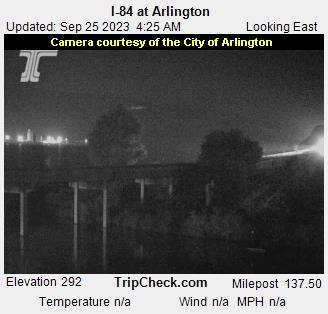 I-84 at Arlington
Updated: Sep 25 2023 4:25 AM Looking East
Camera courtesy of the City of Arlington
Elevation 292 TripCheck.com Milepost 137.50
Temperature n/a Wind n/a MPH n/a